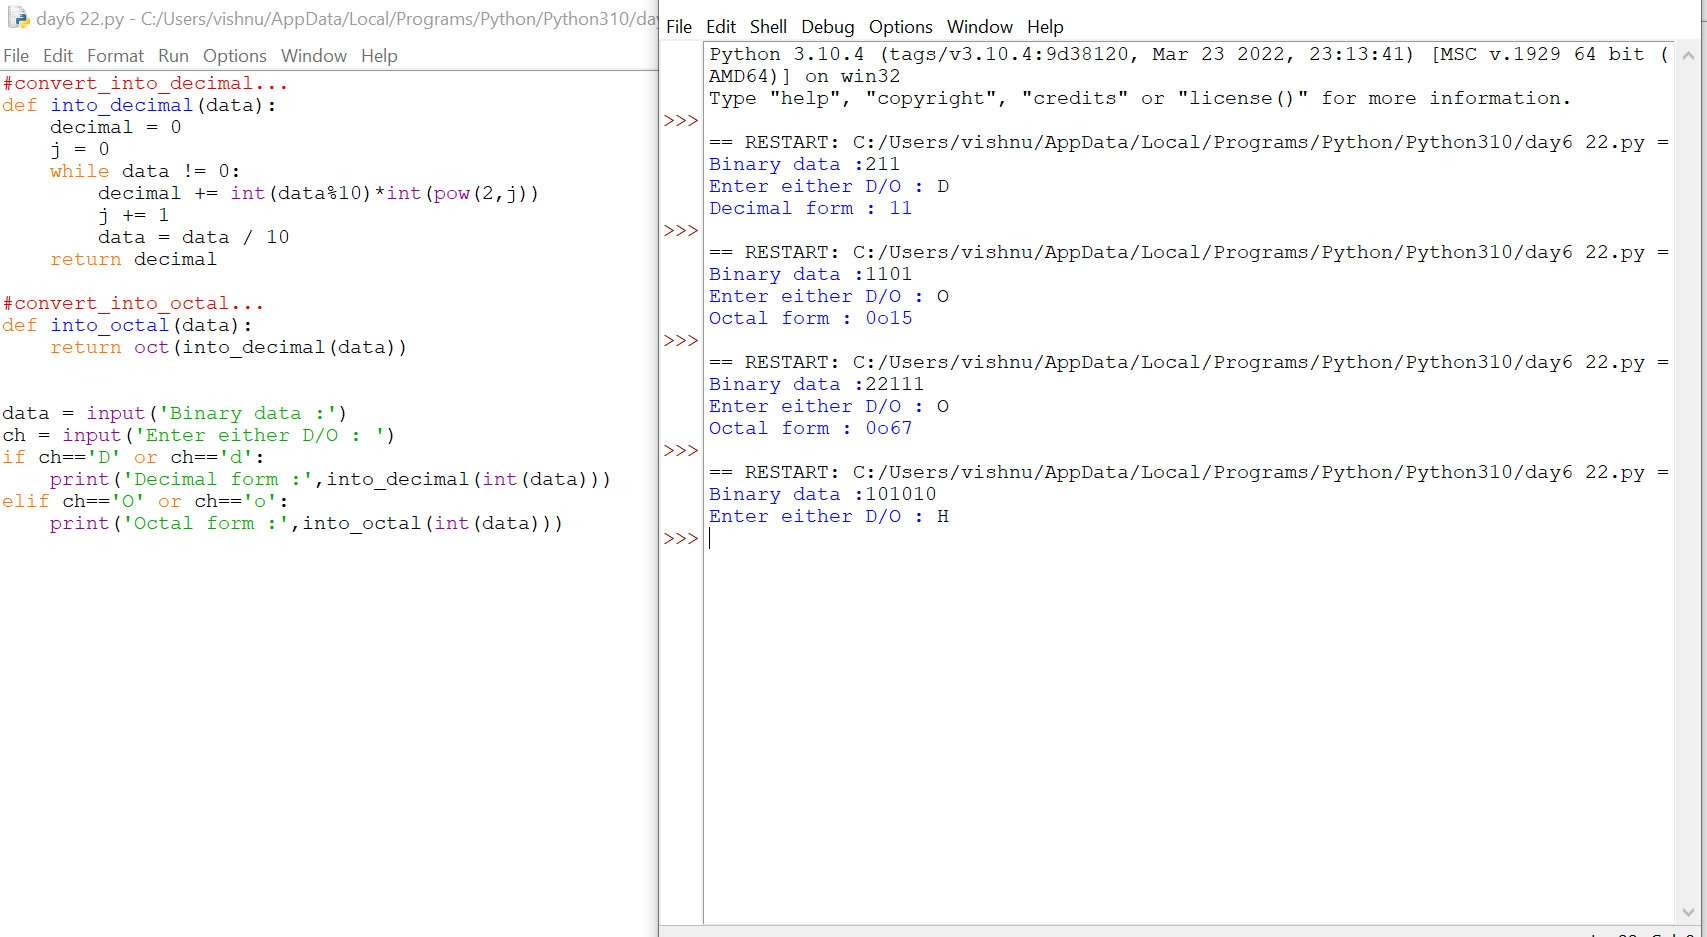 day6 22.py - C:/Users/vishnu/AppData/Local/Programs/Python/Python310/day
File Edit Format Run Options Window Help
#convert_into_decimal...
def into_decimal(data):
    decimal = 0
    j = 0
    while data != 0:
        decimal += int(data%10)*int(pow(2,j))
        j += 1
        data = data / 10
    return decimal

#convert_into_octal...
def into_octal(data):
    return oct(into_decimal(data))


data = input('Binary data :')
ch = input('Enter either D/O : ')
if ch=='D' or ch=='d':
    print('Decimal form :',into_decimal(int(data)))
elif ch=='O' or ch=='o':
    print('Octal form :',into_octal(int(data)))
File Edit Shell Debug Options Window Help
Python 3.10.4 (tags/v3.10.4:9d38120, Mar 23 2022, 23:13:41) [MSC v.1929 64 bit (
AMD64)] on win32
Type "help", "copyright", "credits" or "license()" for more information.
>>>
== RESTART: C:/Users/vishnu/AppData/Local/Programs/Python/Python310/day6 22.py =
Binary data :211
Enter either D/O : D
Decimal form : 11
>>>
== RESTART: C:/Users/vishnu/AppData/Local/Programs/Python/Python310/day6 22.py =
Binary data :1101
Enter either D/O : O
Octal form : 0o15
>>>
== RESTART: C:/Users/vishnu/AppData/Local/Programs/Python/Python310/day6 22.py =
Binary data :22111
Enter either D/O : O
Octal form : 0o67
>>>
== RESTART: C:/Users/vishnu/AppData/Local/Programs/Python/Python310/day6 22.py =
Binary data :101010
Enter either D/O : H
>>>